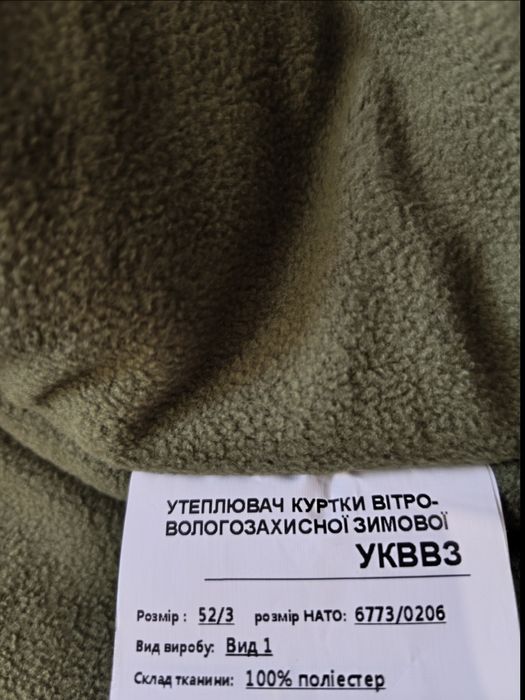 УТЕПЛЮВАЧ КУРТКИ ВІТРО-
ВОЛОГОЗАХИСНОЇ ЗИМОВОЇ
УКВВЗ
Розмір : 52/3 розмір НАТО: 6773/0206
Вид виробу: Вид 1
Склад тканини: 100% поліестер